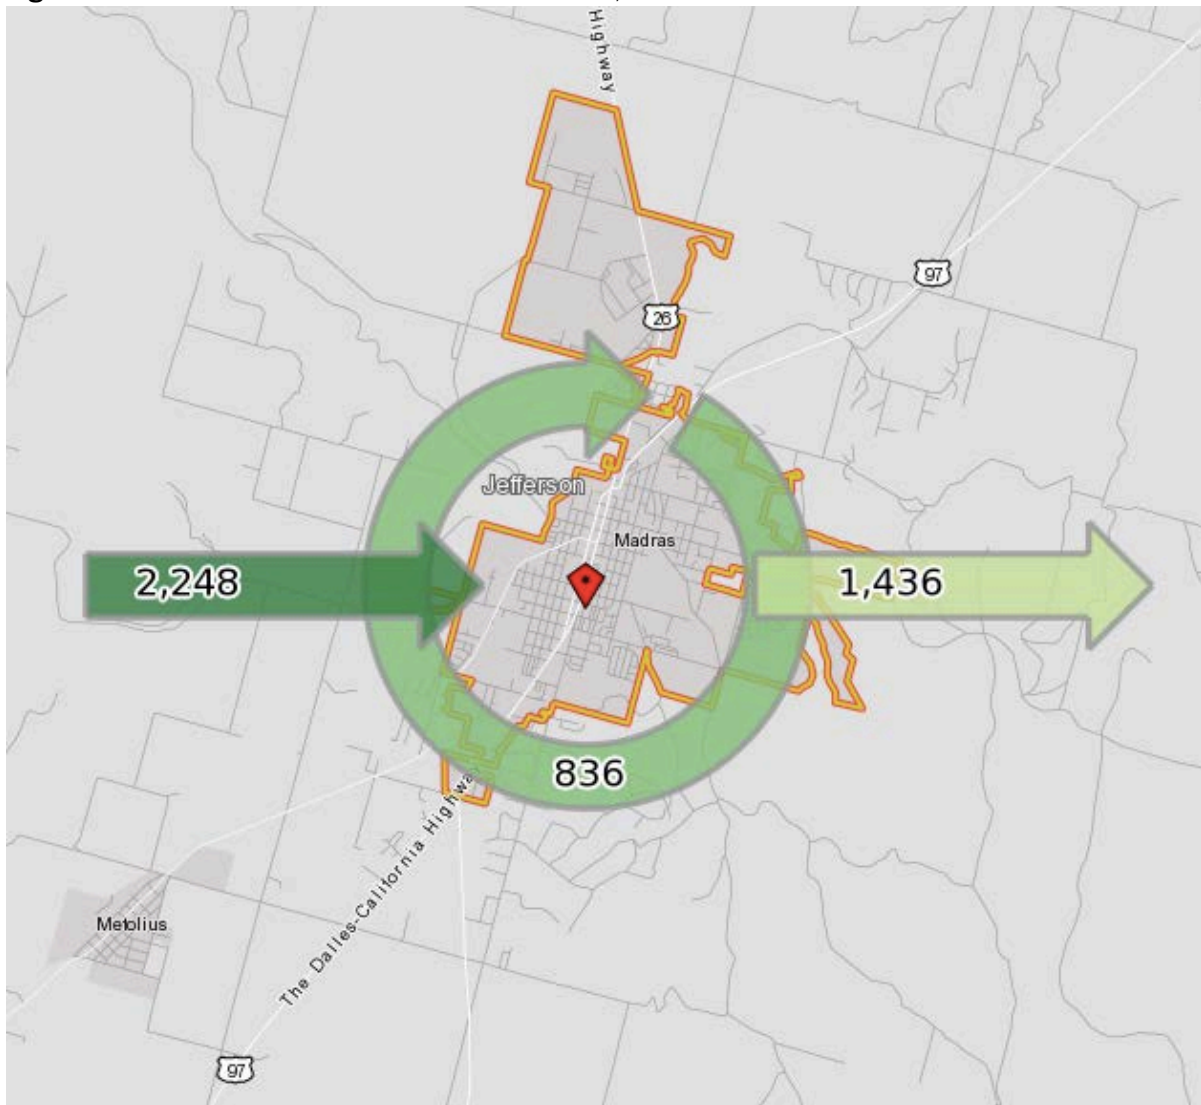 Highway
97
26
Jefferson
Madras
2,248
1,436
836
Metolius
The Dalles-California Highway
97